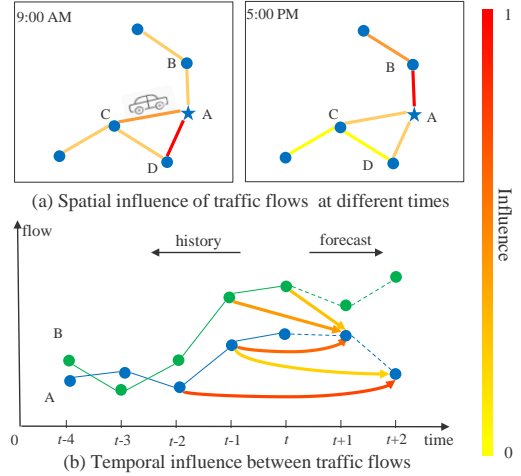 9:00 AM
B
C
A
D
5:00 PM
B
C
A
D
1
Influence
0
(a) Spatial influence of traffic flows at different times
flow
history
forecast
B
A
0
t-4
t-3
t-2
t-1
t
t+1
t+2
time
(b) Temporal influence between traffic flows